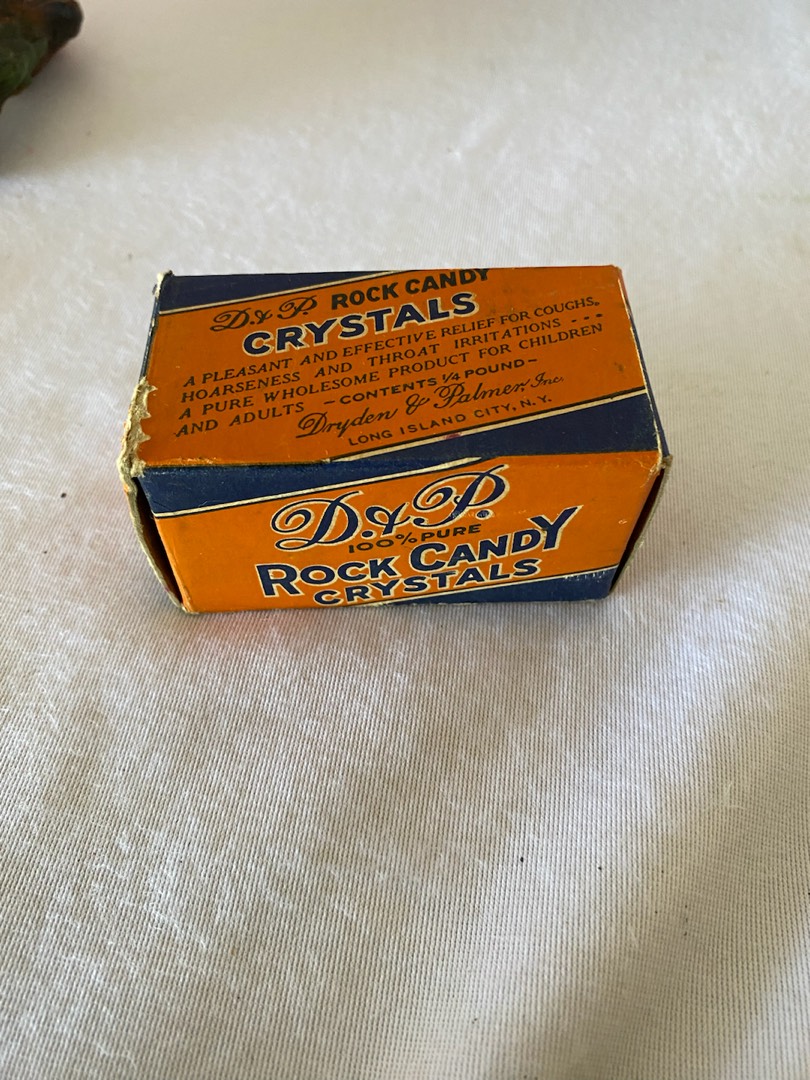 D.&P. ROCK CANDY
CRYSTALS
A PLEASANT AND EFFECTIVE RELIEF FOR COUGHS,
HOARSENESS AND THROAT IRRITATIONS ---
A PURE WHOLESOME PRODUCT FOR CHILDREN
AND ADULTS -CONTENTS ¼ POUND-
Dryden & Palmer, Inc.
LONG ISLAND CITY, N.Y.
D.&P.
100% PURE
ROCK CANDY
CRYSTALS